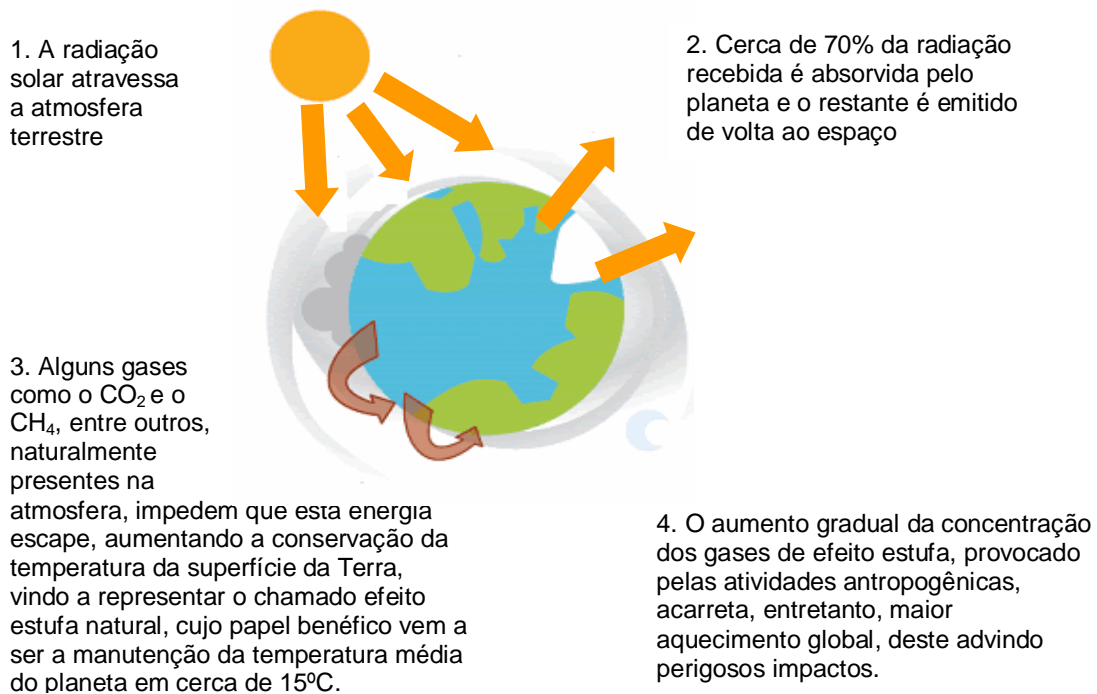 1. A radiação
solar atravessa
a atmosfera
terrestre
2. Cerca de 70% da radiação
recebida é absorvida pelo
planeta e o restante é emitido
de volta ao espaço
3. Alguns gases
como o CO₂ e o
CH₄, entre outros,
naturalmente
presentes na
atmosfera, impedem que esta energia
escape, aumentando a conservação da
temperatura da superfície da Terra,
vindo a representar o chamado efeito
estufa natural, cujo papel benéfico vem a
ser a manutenção da temperatura média
do planeta em cerca de 15ºC.
4. O aumento gradual da concentração
dos gases de efeito estufa, provocado
pelas atividades antropogênicas,
acarreta, entretanto, maior
aquecimento global, deste advindo
perigosos impactos.